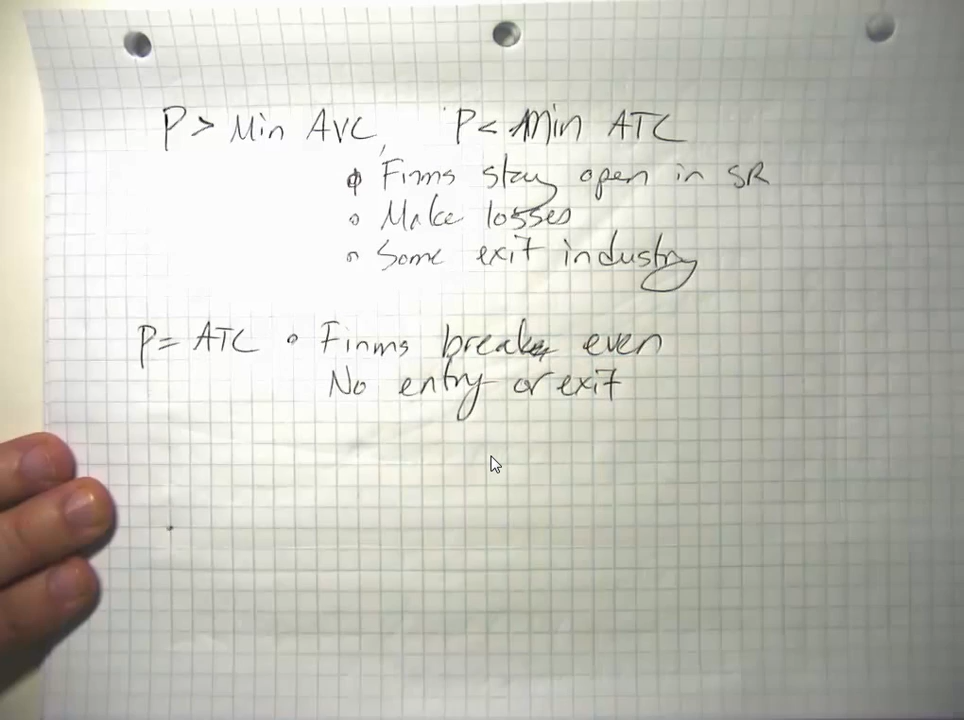 P > Min AVC, P < Min ATC
• Firms stay open in SR
• Make losses
• Some exit industry
P = ATC • Firms break even
No entry or exit